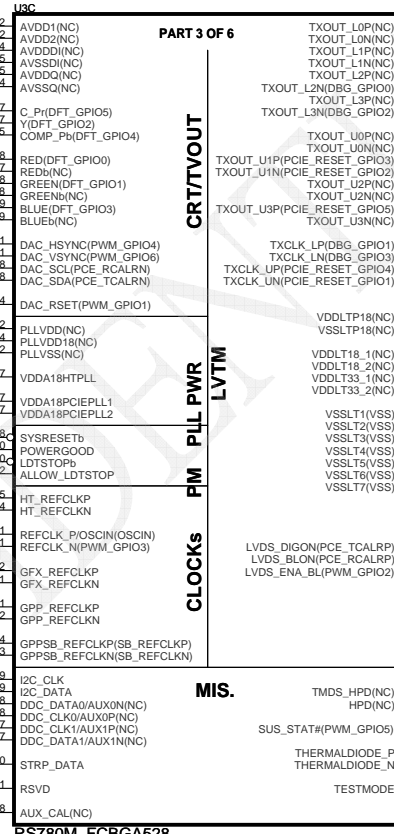 U3C
PART 3 OF 6
AVDD1(NC)
AVDD2(NC)
AVDDDI(NC)
AVSSDI(NC)
AVDDQ(NC)
AVSSQ(NC)
C_Pr(DFT_GPIO5)
Y(DFT_GPIO2)
COMP_Pb(DFT_GPIO4)
RED(DFT_GPIO0)
REDb(NC)
GREEN(DFT_GPIO1)
GREENb(NC)
BLUE(DFT_GPIO3)
BLUEb(NC)
DAC_HSYNC(PWM_GPIO4)
DAC_VSYNC(PWM_GPIO6)
DAC_SCL(PCE_RCALRN)
DAC_SDA(PCE_TCALRN)
DAC_RSET(PWM_GPIO1)
CRT/TVOUT
PLLVDD(NC)
PLLVDD18(NC)
PLLVSS(NC)
VDDA18HTPLL
VDDA18PCIEPLL1
VDDA18PCIEPLL2
PLL PWR
SYSRESETb
POWERGOOD
LDTSTOPb
ALLOW_LDTSTOP
PM
HT_REFCLKP
HT_REFCLKN
REFCLK_P/OSCIN(OSCIN)
REFCLK_N(PWM_GPIO3)
GFX_REFCLKP
GFX_REFCLKN
GPP_REFCLKP
GPP_REFCLKN
GPPSB_REFCLKP(SB_REFCLKP)
GPPSB_REFCLKN(SB_REFCLKN)
CLOCKs
I2C_CLK
I2C_DATA
DDC_DATA0/AUX0N(NC)
DDC_CLK0/AUX0P(NC)
DDC_CLK1/AUX1P(NC)
DDC_DATA1/AUX1N(NC)
STRP_DATA
RSVD
AUX_CAL(NC)
MIS.
TXOUT_L0P(NC)
TXOUT_L0N(NC)
TXOUT_L1P(NC)
TXOUT_L1N(NC)
TXOUT_L2P(NC)
TXOUT_L2N(DBG_GPIO0)
TXOUT_L3P(NC)
TXOUT_L3N(DBG_GPIO2)
TXOUT_U0P(NC)
TXOUT_U0N(NC)
TXOUT_U1P(PCIE_RESET_GPIO3)
TXOUT_U1N(PCIE_RESET_GPIO2)
TXOUT_U2P(NC)
TXOUT_U2N(NC)
TXOUT_U3P(PCIE_RESET_GPIO5)
TXOUT_U3N(NC)
TXCLK_LP(DBG_GPIO1)
TXCLK_LN(DBG_GPIO3)
TXCLK_UP(PCIE_RESET_GPIO4)
TXCLK_UN(PCIE_RESET_GPIO1)
VDDLTP18(NC)
VSSLTP18(NC)
LVTM
VDDLT18_1(NC)
VDDLT18_2(NC)
VDDLT33_1(NC)
VDDLT33_2(NC)
VSSLT1(VSS)
VSSLT2(VSS)
VSSLT3(VSS)
VSSLT4(VSS)
VSSLT5(VSS)
VSSLT6(VSS)
VSSLT7(VSS)
LVDS_DIGON(PCE_TCALRP)
LVDS_BLON(PCE_RCALRP)
LVDS_ENA_BL(PWM_GPIO2)
TMDS_HPD(NC)
HPD(NC)
SUS_STAT#(PWM_GPIO5)
THERMALDIODE_P
THERMALDIODE_N
TESTMODE
RS780M_FCBGA528